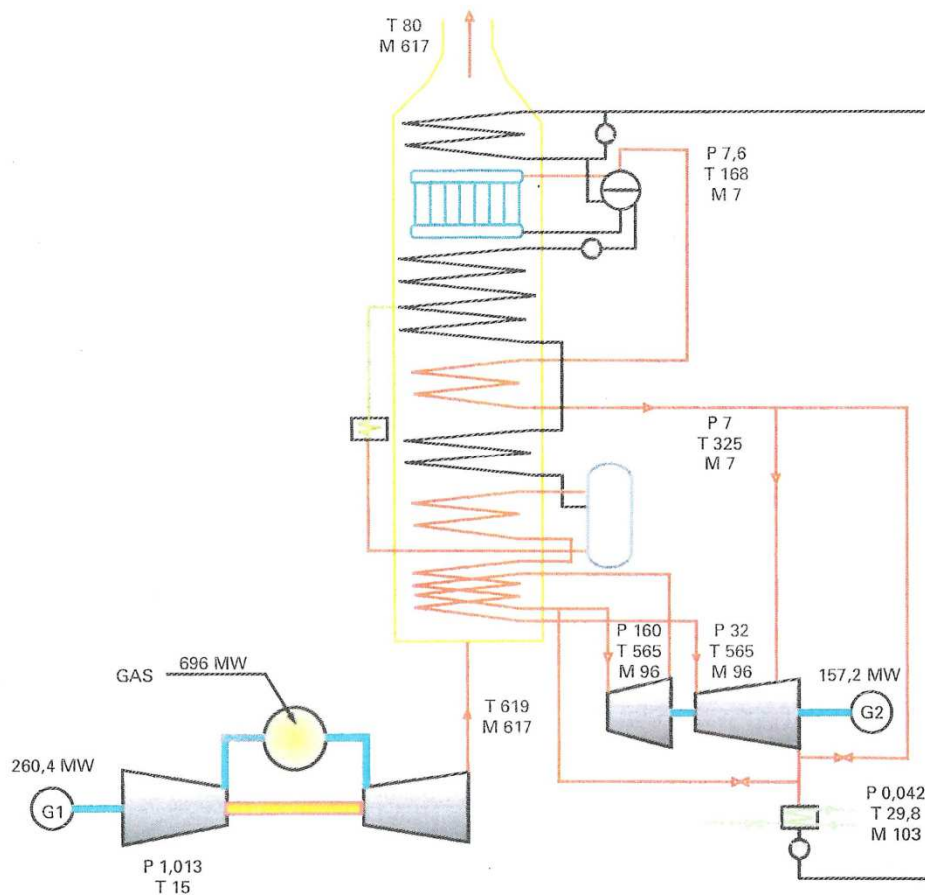 T 80
M 617
P 7,6
T 168
M 7
P 7
T 325
M 7
P 160
T 565
M 96
P 32
T 565
M 96
157,2 MW
G2
696 MW
GAS
T 619
M 617
260,4 MW
G1
P 1,013
T 15
P 0,042
T 29,8
M 103